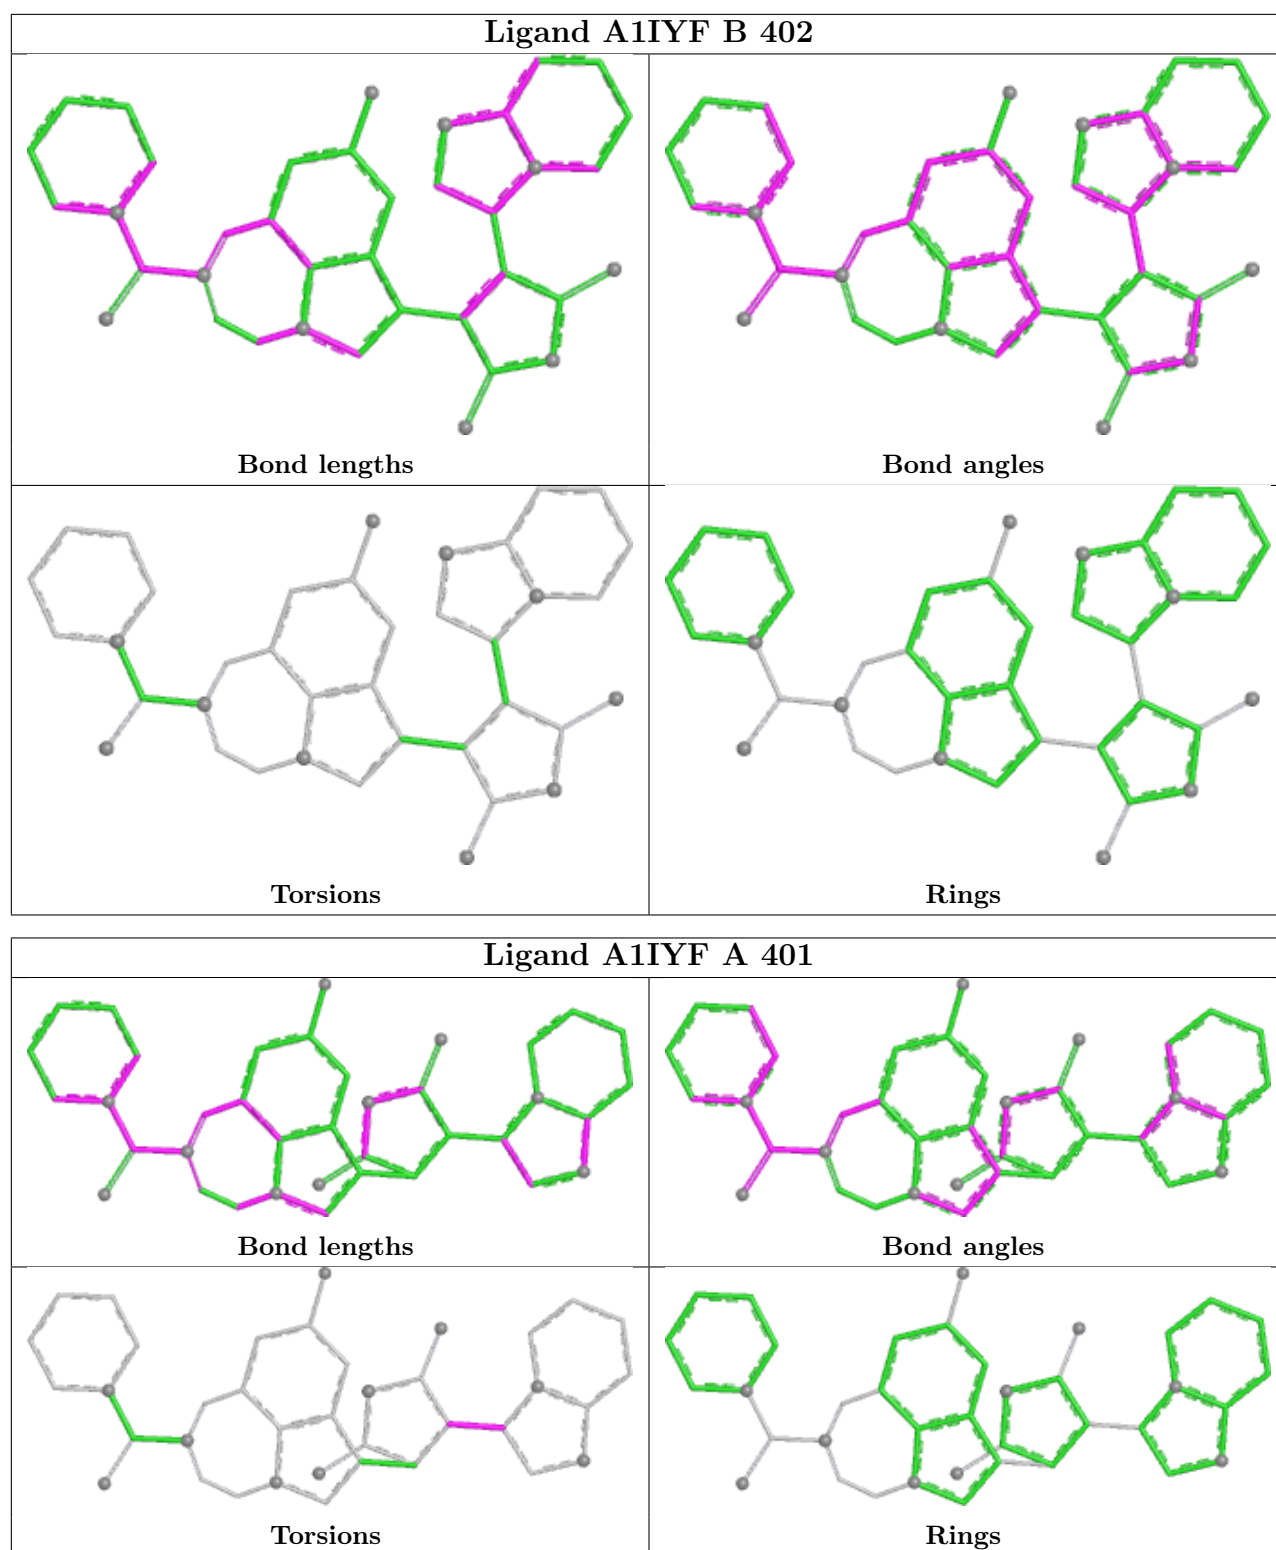 Ligand A1IYF B 402
Bond lengths
Bond angles
Torsions
Rings
Ligand A1IYF A 401
Bond lengths
Bond angles
Torsions
Rings